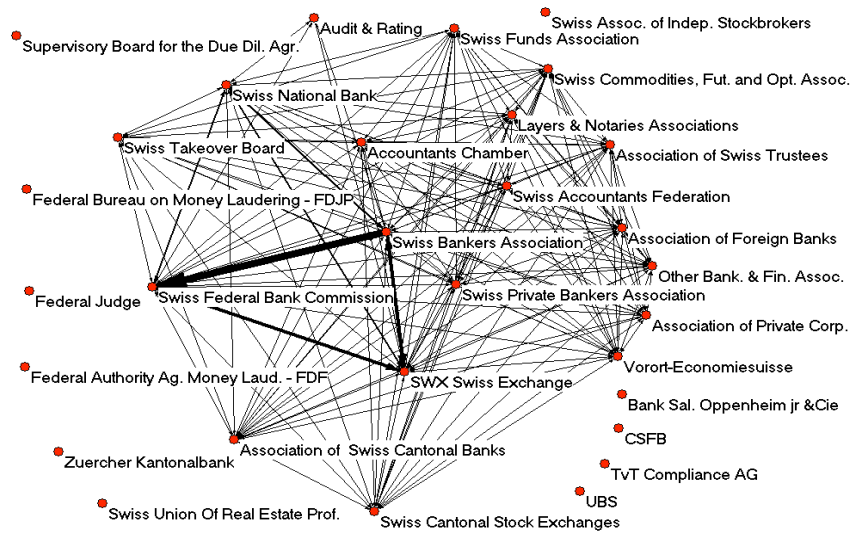 Swiss Assoc. of Indep. Stockbrokers
Audit & Rating
Swiss Funds Association
Supervisory Board for the Due Dil. Agr.
Swiss Commodities, Fut. and Opt. Assoc.
Swiss National Bank
Layers & Notaries Associations
Swiss Takeover Board
Accountants Chamber
Association of Swiss Trustees
Federal Bureau on Money Laudering - FDJP
Swiss Accountants Federation
Swiss Bankers Association
Association of Foreign Banks
Other Bank. & Fin. Assoc.
Federal Judge
Swiss Federal Bank Commission
Swiss Private Bankers Association
Association of Private Corp.
Vorort-Economiesuisse
Federal Authority Ag. Money Laud. - FDF
SWX Swiss Exchange
Bank Sal. Oppenheim jr &Cie
CSFB
Association of Swiss Cantonal Banks
Zuercher Kantonalbank
TvT Compliance AG
UBS
Swiss Union Of Real Estate Prof.
Swiss Cantonal Stock Exchanges